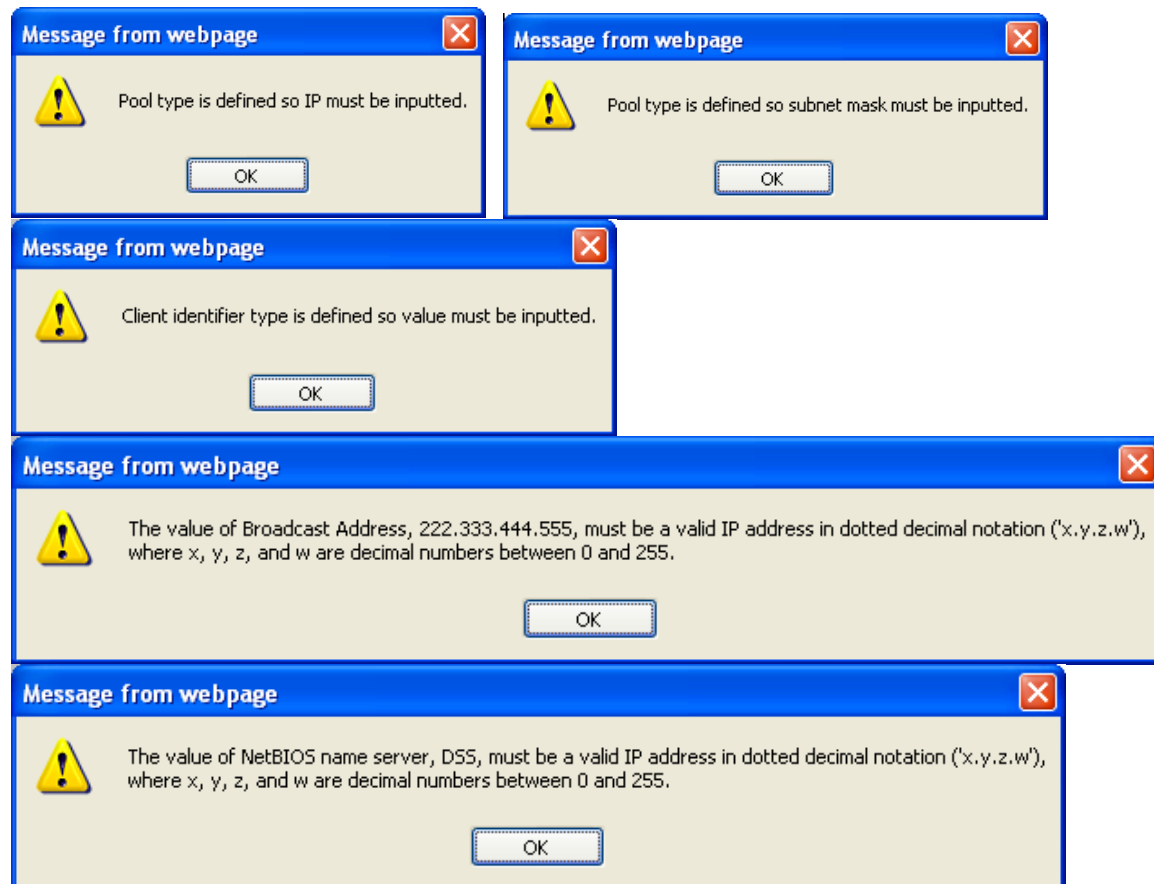 Message from webpage
Pool type is defined so IP must be inputted.
OK
Message from webpage
Pool type is defined so subnet mask must be inputted.
OK
Message from webpage
Client identifier type is defined so value must be inputted.
OK
Message from webpage
The value of Broadcast Address, 222.333.444.555, must be a valid IP address in dotted decimal notation ('x.y.z.w'),
where x, y, z, and w are decimal numbers between 0 and 255.
OK
Message from webpage
The value of NetBIOS name server, DSS, must be a valid IP address in dotted decimal notation ('x.y.z.w'),
where x, y, z, and w are decimal numbers between 0 and 255.
OK